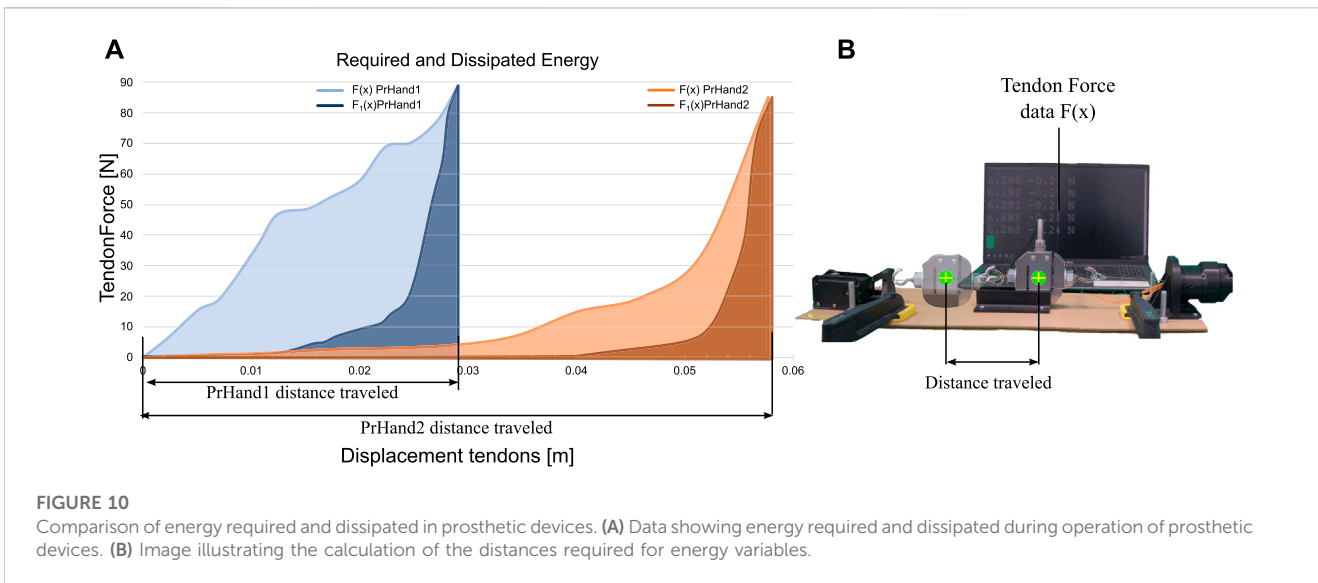 A
B
Required and Dissipated Energy
F(x) PrHand1
F₁(x)PrHand1
F(x) PrHand2
F₁(x)PrHand2
TendonForce [N]
90
80
70
60
50
40
30
20
10
0
0
0.01
0.02
0.03
0.04
0.05
0.06
PrHand1 distance traveled
PrHand2 distance traveled
Displacement tendons [m]
Tendon Force
data F(x)
Distance traveled
FIGURE 10
Comparison of energy required and dissipated in prosthetic devices. (A) Data showing energy required and dissipated during operation of prosthetic
devices. (B) Image illustrating the calculation of the distances required for energy variables.